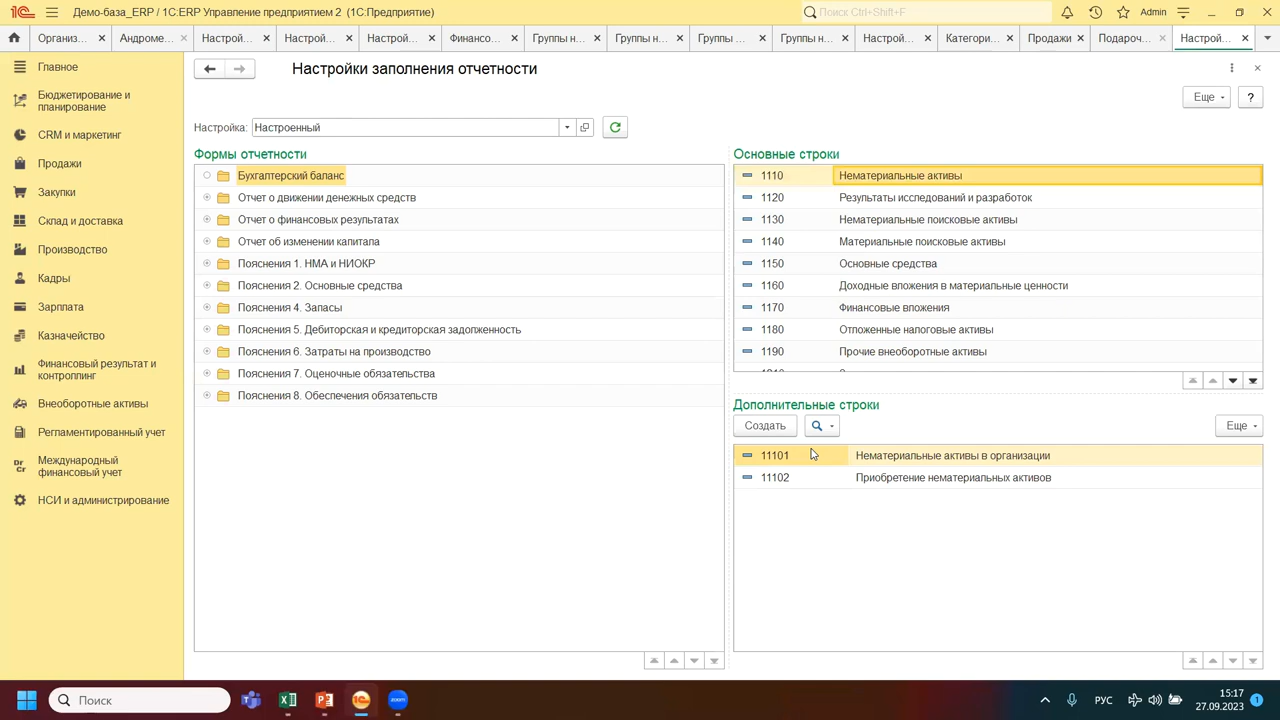 Демо-база_ERP / 1С:ERP Управление предприятием 2 (1С:Предприятие)
Поиск Ctrl+Shift+F
Admin
Организ...
Андроме...
Настрой...
Настрой...
Настрой...
Финансо...
Группы н...
Группы н...
Группы ...
Группы н...
Настрой...
Категори...
Продажи
Подароч...
Настрой...
Главное
Бюджетирование и
планирование
CRM и маркетинг
Продажи
Закупки
Склад и доставка
Производство
Кадры
Зарплата
Казначейство
Финансовый результат и
контроллинг
Внеоборотные активы
Регламентированный учет
Международный
финансовый учет
НСИ и администрирование
Настройки заполнения отчетности
Еще
?
Настройка: Настроенный
Формы отчетности
Бухгалтерский баланс
Отчет о движении денежных средств
Отчет о финансовых результатах
Отчет об изменении капитала
Пояснения 1. НМА и НИОКР
Пояснения 2. Основные средства
Пояснения 4. Запасы
Пояснения 5. Дебиторская и кредиторская задолженность
Пояснения 6. Затраты на производство
Пояснения 7. Оценочные обязательства
Пояснения 8. Обеспечения обязательств
Основные строки
1110 Нематериальные активы
1120 Результаты исследований и разработок
1130 Нематериальные поисковые активы
1140 Материальные поисковые активы
1150 Основные средства
1160 Доходные вложения в материальные ценности
1170 Финансовые вложения
1180 Отложенные налоговые активы
1190 Прочие внеоборотные активы
Дополнительные строки
Создать
Еще
11101 Нематериальные активы в организации
11102 Приобретение нематериальных активов
Поиск
РУС
15:17
27.09.2023
1